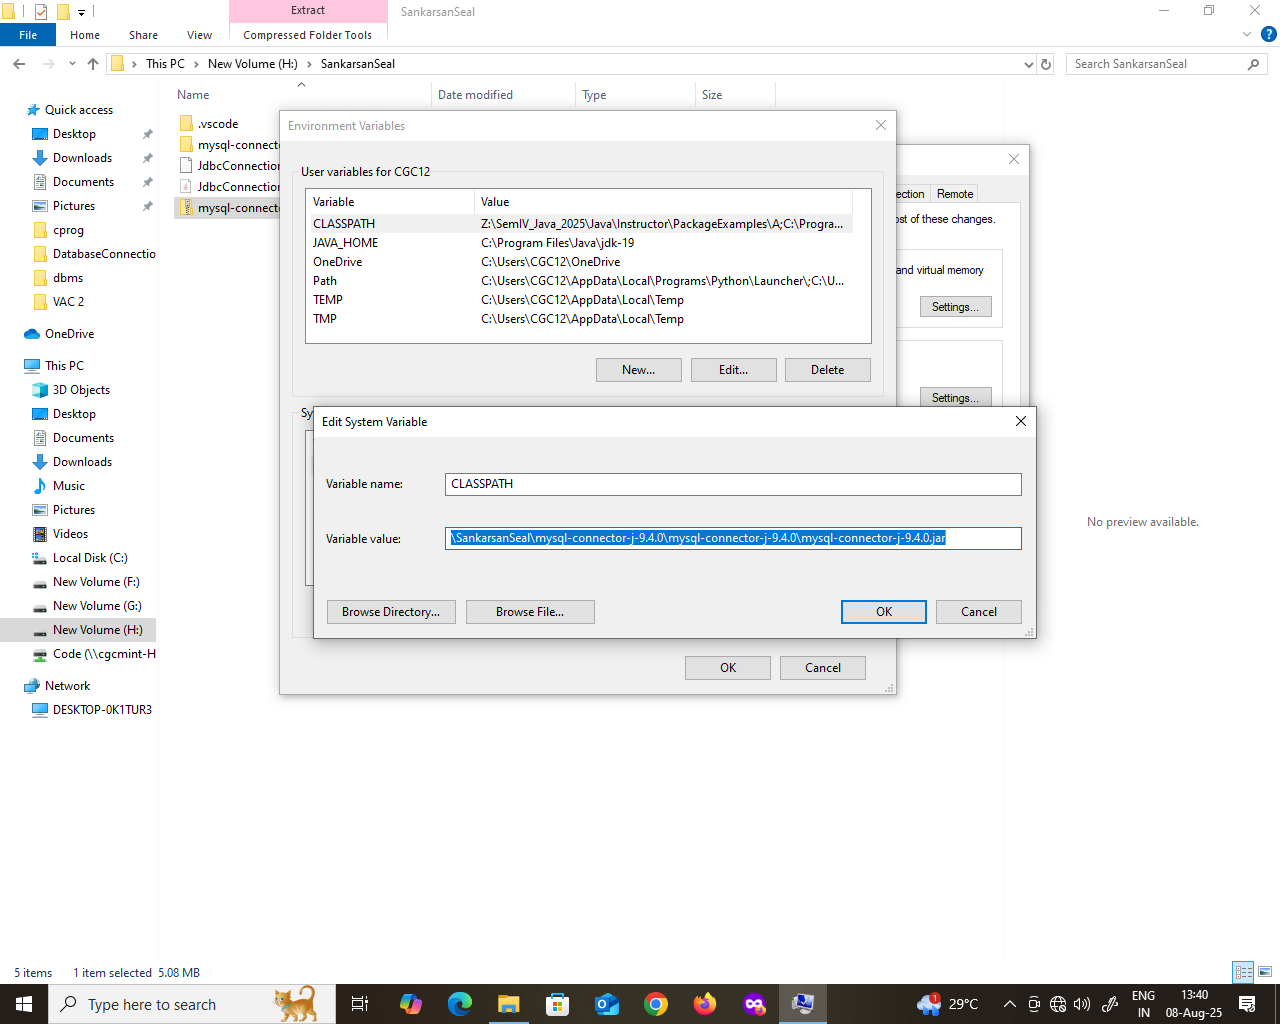 Extract
SankarsanSeal
File
Home
Share
View
Compressed Folder Tools
This PC > New Volume (H:) > SankarsanSeal
Search SankarsanSeal
Name
Date modified
Type
Size
Quick access
Desktop
Downloads
Documents
Pictures
cprog
DatabaseConnectio
dbms
VAC 2
OneDrive
This PC
3D Objects
Desktop
Documents
Downloads
Music
Pictures
Videos
Local Disk (C:)
New Volume (F:)
New Volume (G:)
New Volume (H:)
Code (\\cgcmint-H
Network
DESKTOP-0K1TUR3
.vscode
mysql-connect
JdbcConnection
JdbcConnection
mysql-connect
Environment Variables
User variables for CGC12
Variable Value
CLASSPATH Z:\SemIV_Java_2025\Java\Instructor\PackageExamples\A;C:\Progra...
JAVA_HOME C:\Program Files\Java\jdk-19
OneDrive C:\Users\CGC12\OneDrive
Path C:\Users\CGC12\AppData\Local\Programs\Python\Launcher\;C:\U...
TEMP C:\Users\CGC12\AppData\Local\Temp
TMP C:\Users\CGC12\AppData\Local\Temp
New...
Edit...
Delete
Sy
ection
Remote
ost of these changes.
and virtual memory
Settings...
Settings...
Edit System Variable
Variable name:
CLASSPATH
Variable value:
\SankarsanSeal\mysql-connector-j-9.4.0\mysql-connector-j-9.4.0\mysql-connector-j-9.4.0.jar
Browse Directory...
Browse File...
OK
Cancel
OK
Cancel
No preview available.
5 items
1 item selected 5.08 MB
Type here to search
1
29°C
ENG
IN
13:40
08-Aug-25